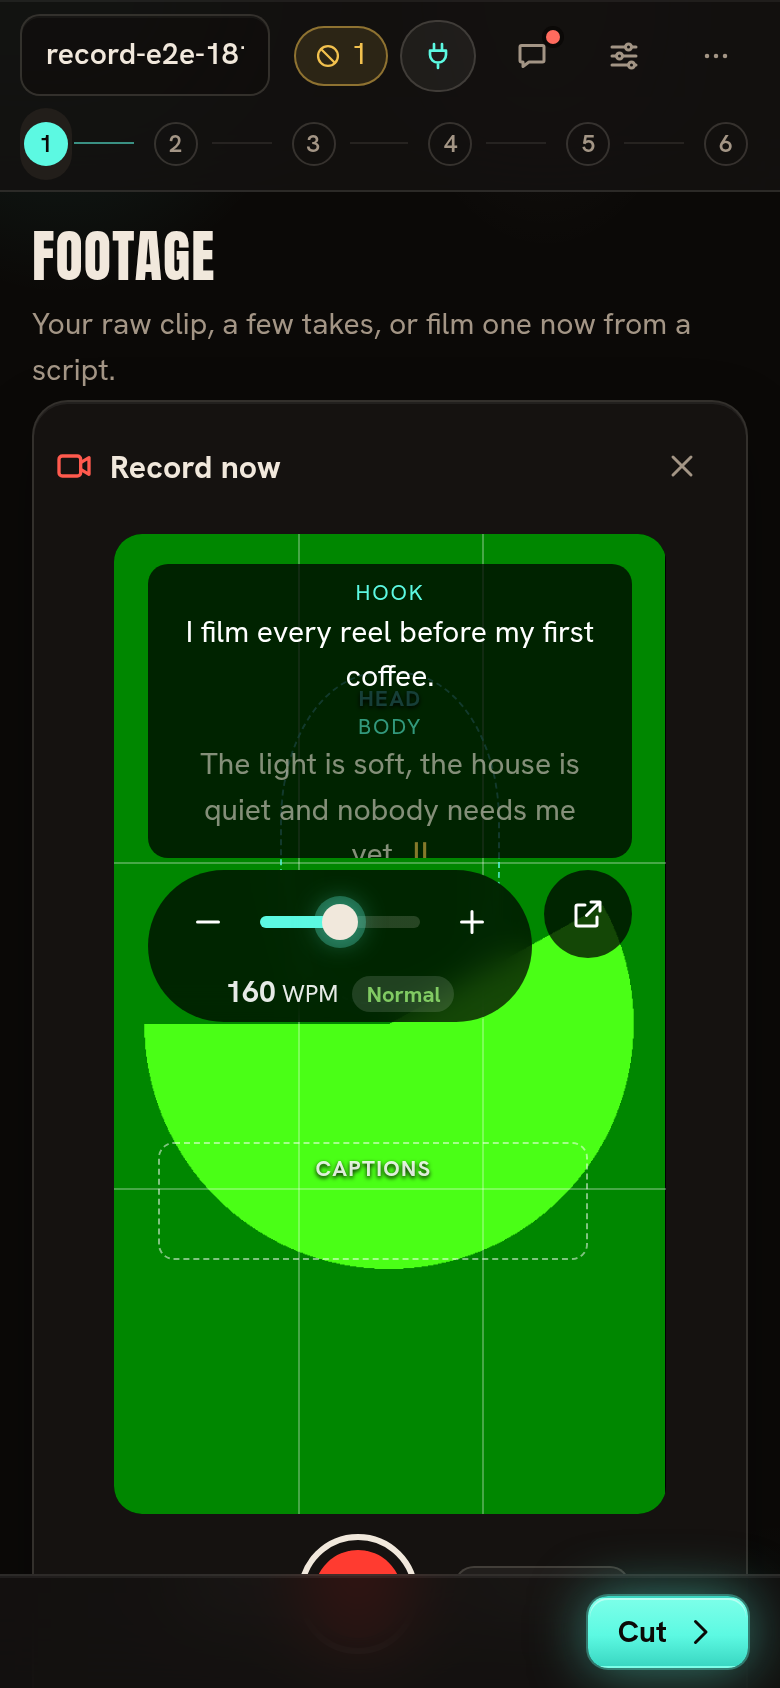 record-e2e-18
1
1
2
3
4
5
6
FOOTAGE
Your raw clip, a few takes, or film one now from a
script.
Record now
HOOK
I film every reel before my first
coffee.
HEAD
BODY
The light is soft, the house is
quiet and nobody needs me
yet.
160 WPM Normal
CAPTIONS
Cut